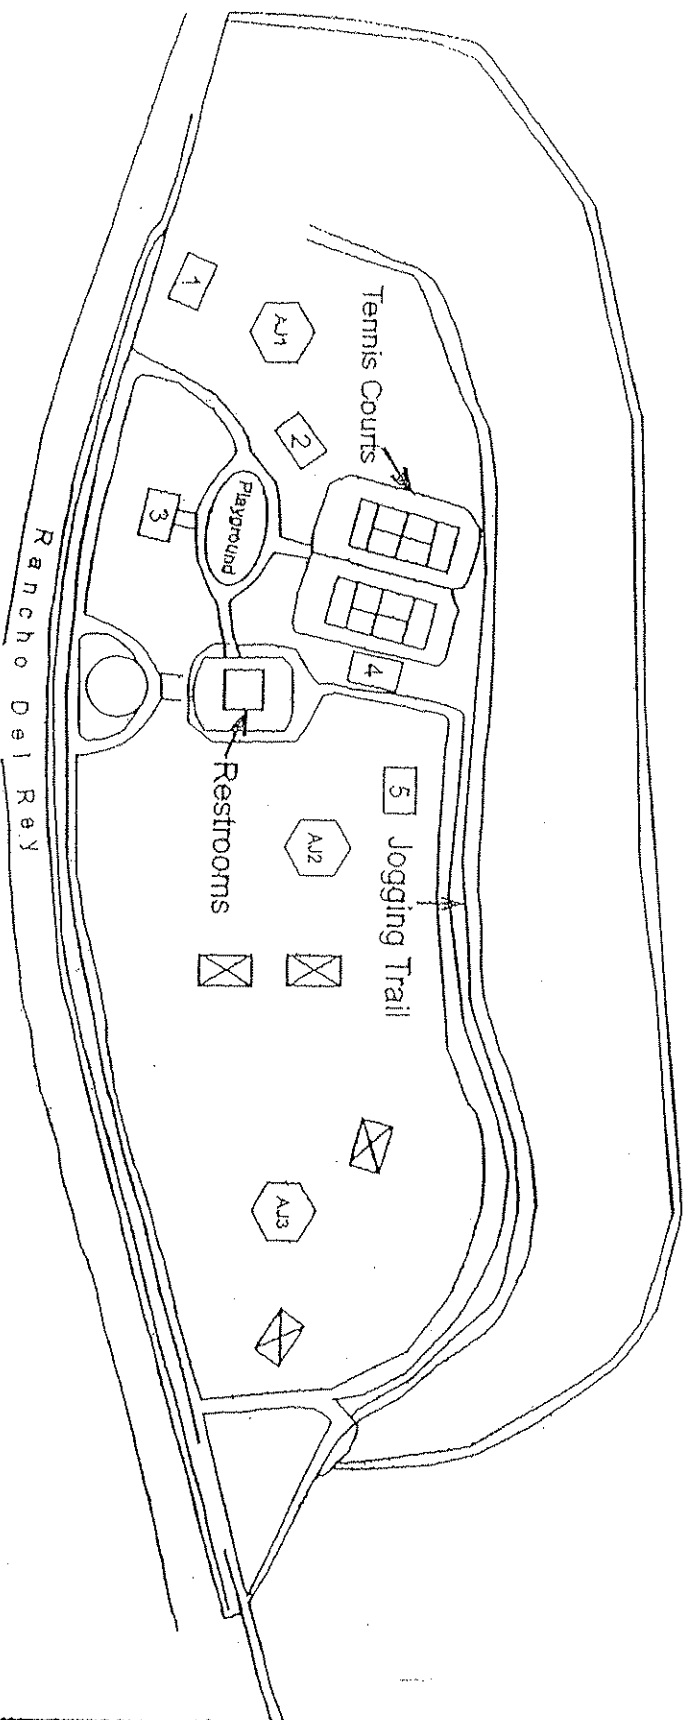 1
AJ1
Tennis Courts
2
3
Playground
4
Restrooms
5
AJ2
Jogging Trail
AJ3
Rancho Del Rey